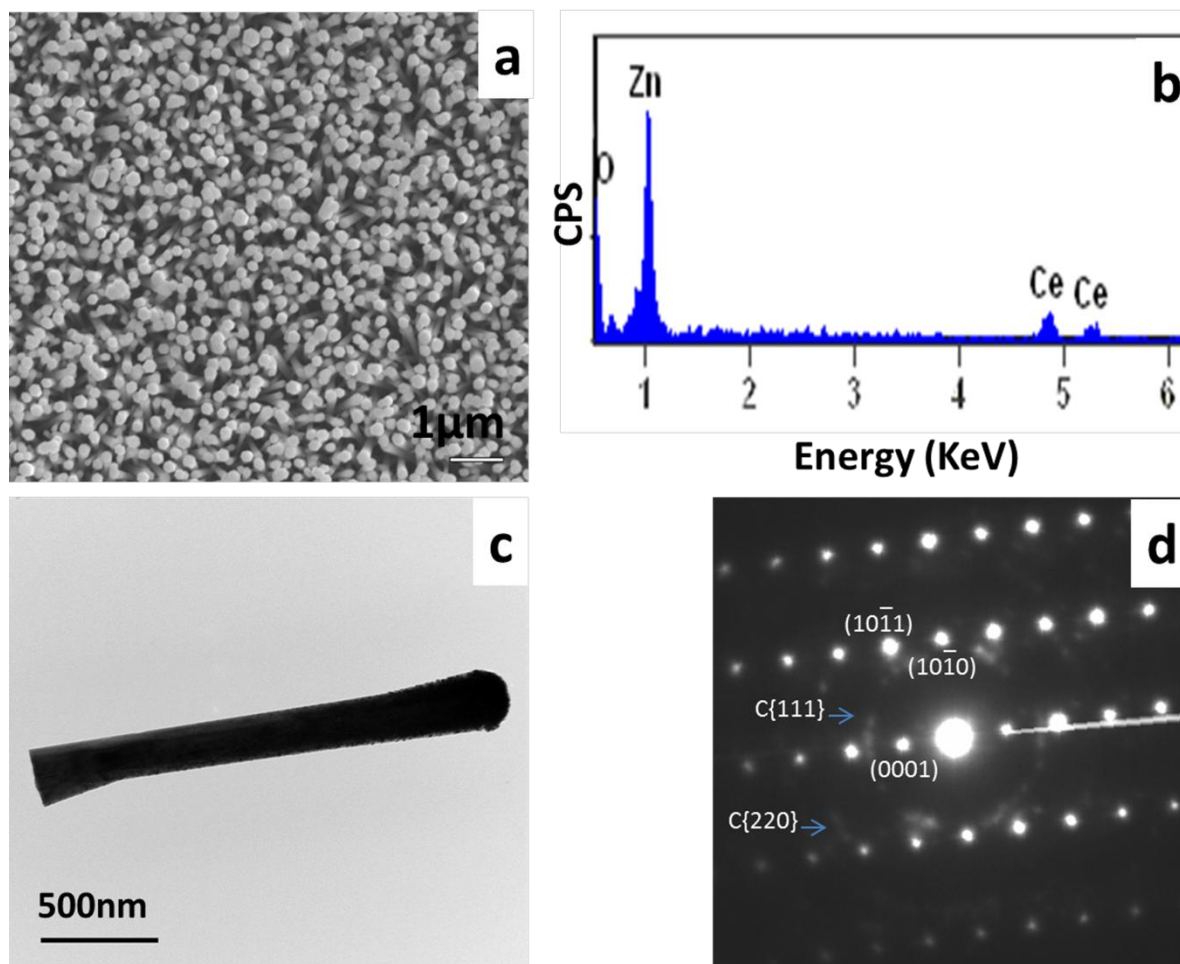 a
1μm
b
Zn
O
Ce Ce
CPS
1 2 3 4 5 6
Energy (KeV)
c
500nm
d
(101̅1)
(101̅0)
C{111}
(0001)
C{220}